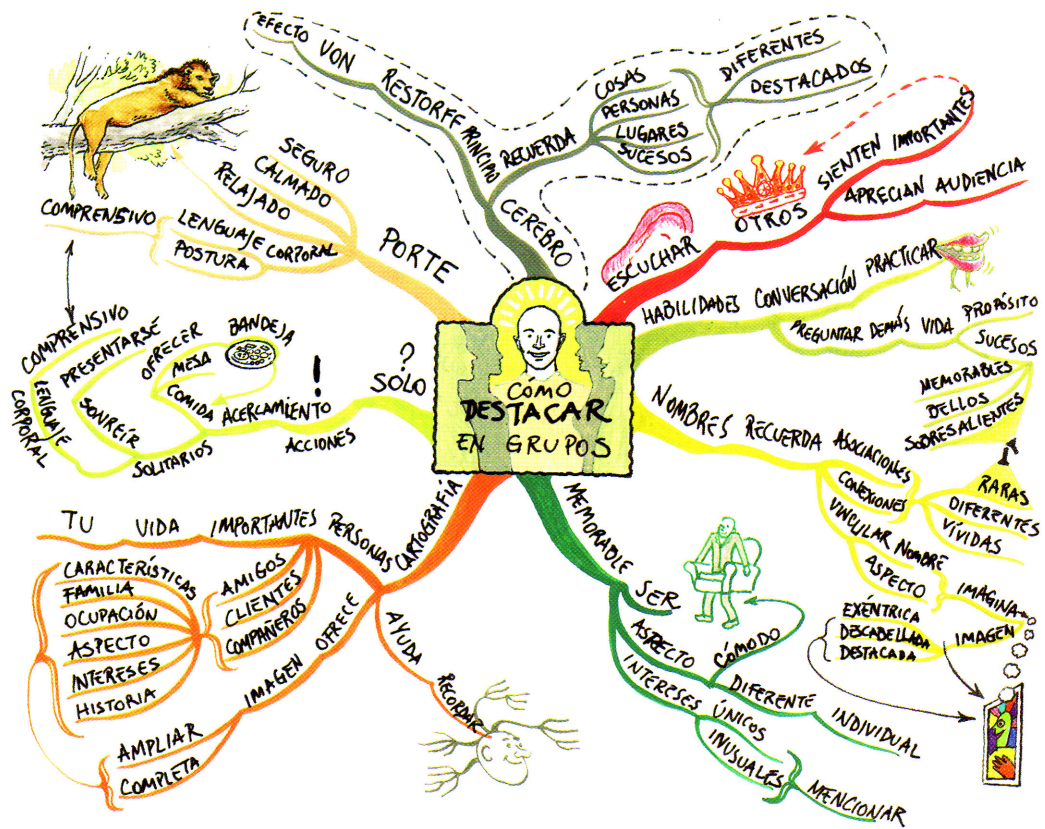 CÓMO
DESTACAR
EN GRUPOS
CEREBRO
PRINCIPIO
EFECTO VON RESTORFF
RECUERDA
COSAS
PERSONAS
LUGARES
SUCESOS
DIFERENTES
DESTACADOS
ESCUCHAR
OTROS
SIENTEN IMPORTANTES
APRECIAN AUDIENCIA
HABILIDADES CONVERSACIÓN PRACTICAR
PREGUNTAR DEMÁS VIDA
PROPÓSITO
SUCESOS
MEMORABLES
BELLOS
SOBRESALIENTES
NOMBRES RECUERDA ASOCIACIONES
CONEXIONES
RARAS
DIFERENTES
VÍVIDAS
VINCULAR NOMBRE
ASPECTO
IMAGINA
IMAGEN
EXÉNTRICA
DESCABELLADA
DESTACADA
MEMORABLE
SER
ASPECTO
CÓMODO
DIFERENTE
INDIVIDUAL
INTERESES ÚNICOS
INUSUALES
MENCIONAR
CARTOGRAFÍA
PERSONAS
IMPORTANTES
VIDA
TU
AMIGOS
CLIENTES
COMPAÑEROS
CARACTERÍSTICAS
FAMILIA
OCUPACIÓN
ASPECTO
INTERESES
HISTORIA
OFRECE
IMAGEN
AMPLIAR
COMPLETA
AYUDA
RECORDAR
?
SÓLO
!
ACCIONES
ACERCAMIENTO
OFRECER
MESA
COMIDA
BANDEJA
SOLITARIOS
PRESENTARSE
SONREÍR
COMPRENSIVO
LENGUAJE
CORPORAL
PORTE
SEGURO
CALMADO
RELAJADO
LENGUAJE CORPORAL
POSTURA
COMPRENSIVO